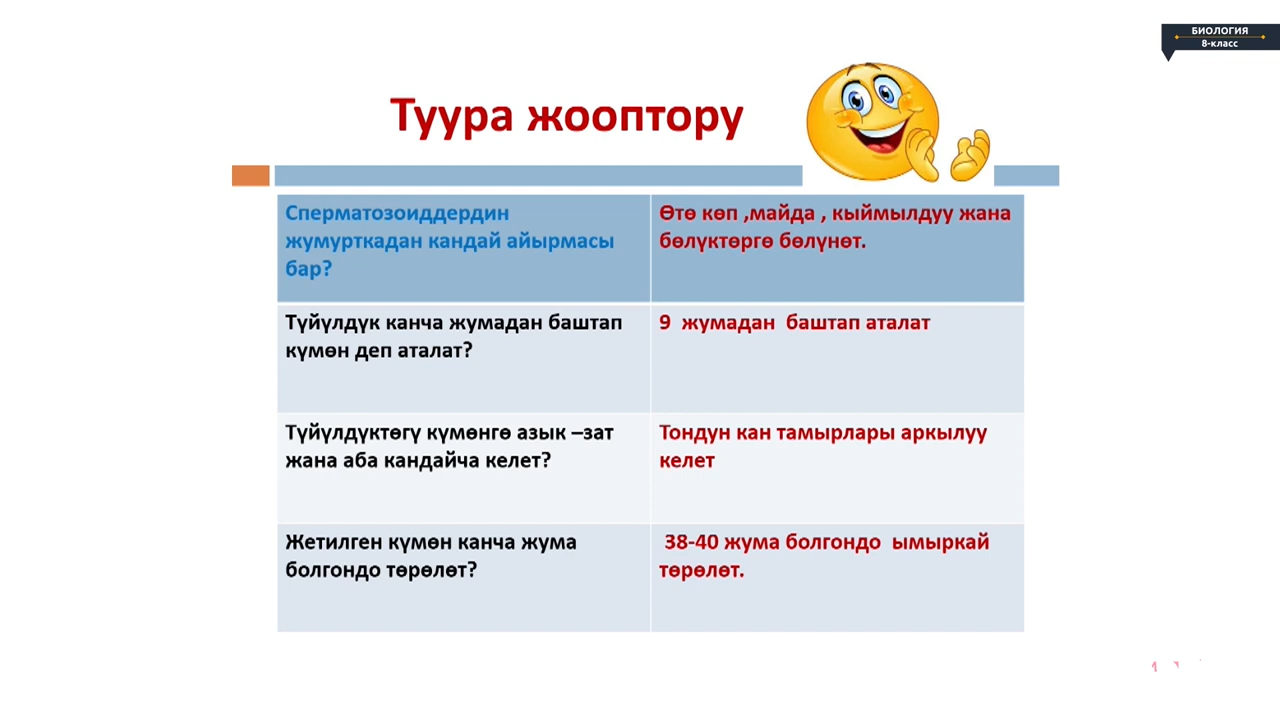 БИОЛОГИЯ
8-класс
Туура жооптору
Сперматозоиддердин
жумурткадан кандай айырмасы
бар?
Өтө көп ,майда , кыймылдуу жана
бөлүктөргө бөлүнөт.
Түйүлдүк канча жумадан баштап
күмөн деп аталат?
9 жумадан баштап аталат
Түйүлдүктөгү күмөнгө азык –зат
жана аба кандайча келет?
Тондун кан тамырлары аркылуу
келет
Жетилген күмөн канча жума
болгондо төрөлөт?
38-40 жума болгондо ымыркай
төрөлөт.